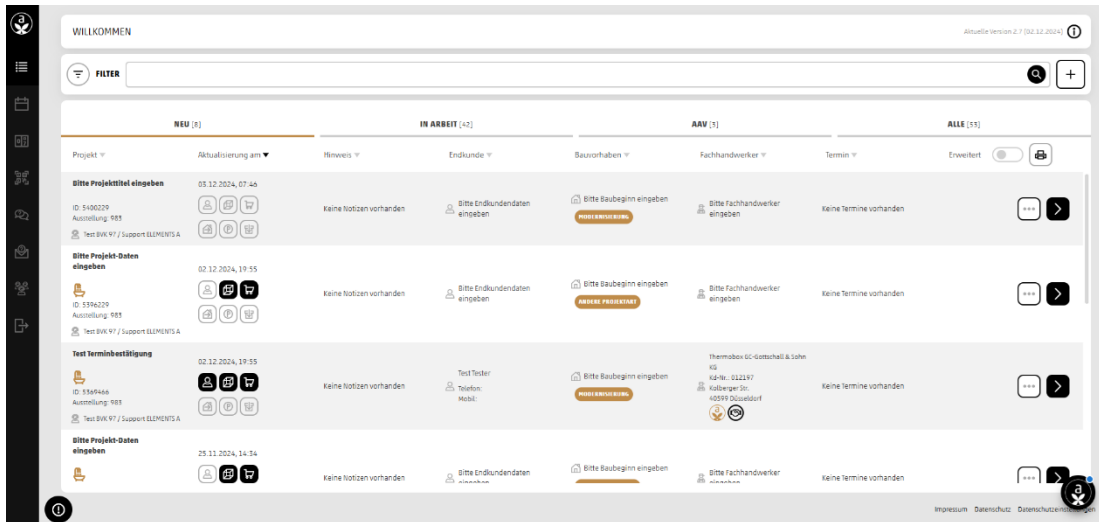 WILLKOMMEN
Aktuelle Version 2.7 [02.12.2024]
FILTER
NEU [8]
IN ARBEIT [42]
AAV [3]
ALLE [53]
Projekt
Aktualisierung am
Hinweis
Endkunde
Bauvorhaben
Fachhandwerker
Termin
Erweitert
Bitte Projekttitel eingeben
ID: 5400229
Ausstellung: 983
Test BVK 97 / Support ELEMENTS A
03.12.2024, 07:46
Keine Notizen vorhanden
Bitte Endkundendaten
eingeben
Bitte Baubeginn eingeben
MODERNISIERUNG
Bitte Fachhandwerker
eingeben
Keine Termine vorhanden
Bitte Projekt-Daten
eingeben
ID: 5396229
Ausstellung: 983
Test BVK 97 / Support ELEMENTS A
02.12.2024, 19:55
Keine Notizen vorhanden
Bitte Endkundendaten
eingeben
Bitte Baubeginn eingeben
ANDERE PROJEKTART
Bitte Fachhandwerker
eingeben
Keine Termine vorhanden
Test Terminbestätigung
ID: 5369466
Ausstellung: 983
Test BVK 97 / Support ELEMENTS A
02.12.2024, 19:55
Keine Notizen vorhanden
Test Tester
Telefon:
Mobil:
Bitte Baubeginn eingeben
MODERNISIERUNG
Thermobox GC-Gottschall & Sohn
KG
Kd-Nr.: 012197
Kolberger Str.
40599 Düsseldorf
Keine Termine vorhanden
Bitte Projekt-Daten
eingeben
25.11.2024, 14:34
Keine Notizen vorhanden
Bitte Endkundendaten
eingeben
Bitte Baubeginn eingeben
Bitte Fachhandwerker
eingeben
Keine Termine vorhanden
Impressum Datenschutz Datenschutzeinstellungen